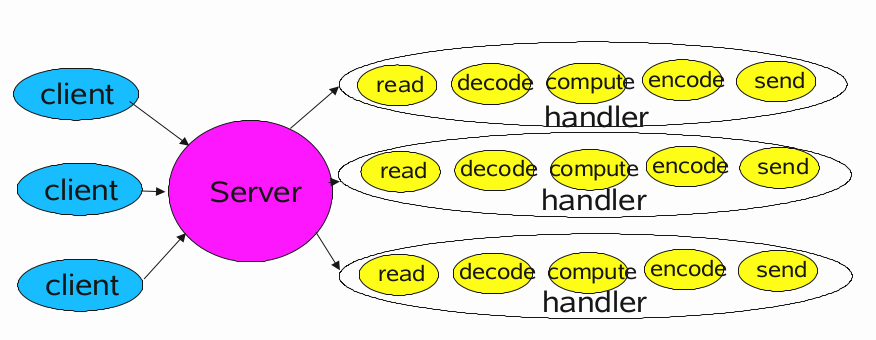 client
client
client
Server
read decode compute encode send
handler
read decode compute encode send
handler
read decode compute encode send
handler